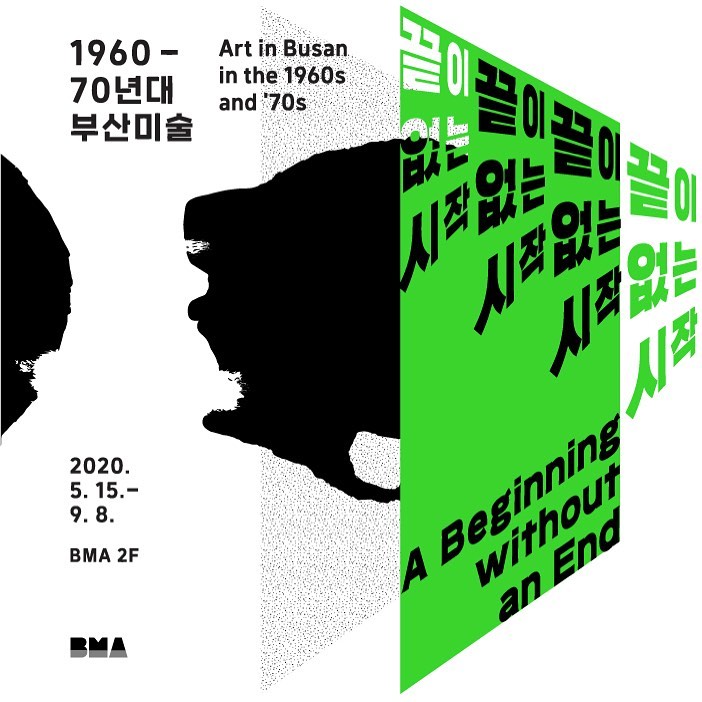 1960 –
70년대
부산미술
Art in Busan
in the 1960s
and '70s
끝이
없는
시작
끝이
없는
시작
끝이
없는
시작
끝이
없는
시작
A Beginning
without
an End
2020.
5. 15.–
9. 8.
BMA 2F
BMA